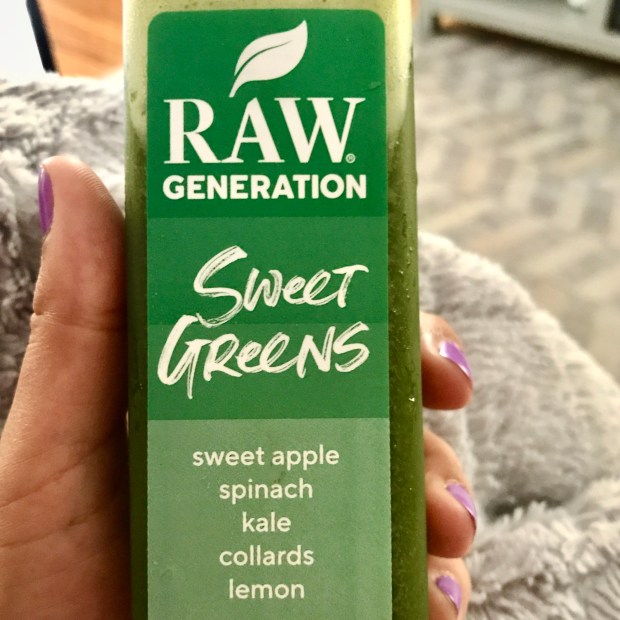 RAW®
GENERATION
Sweet
Greens
sweet apple
spinach
kale
collards
lemon